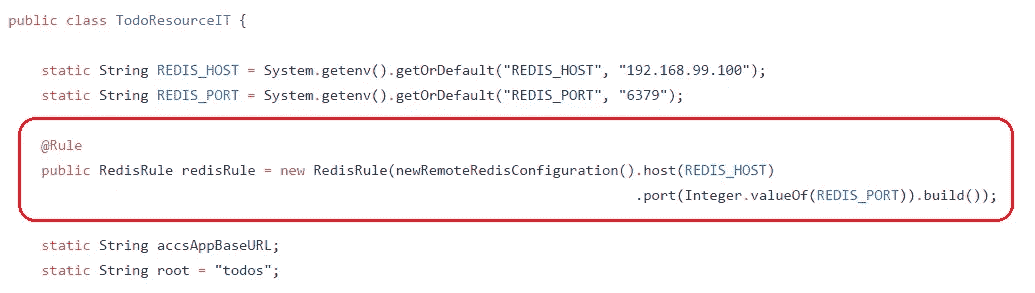 public class TodoResourceIT {
static String REDIS_HOST = System.getenv().getOrDefault("REDIS_HOST", "192.168.99.100");
static String REDIS_PORT = System.getenv().getOrDefault("REDIS_PORT", "6379");
@Rule
public RedisRule redisRule = new RedisRule(newRemoteRedisConfiguration().host(REDIS_HOST)
.port(Integer.valueOf(REDIS_PORT)).build());
static String accsAppBaseURL;
static String root = "todos";